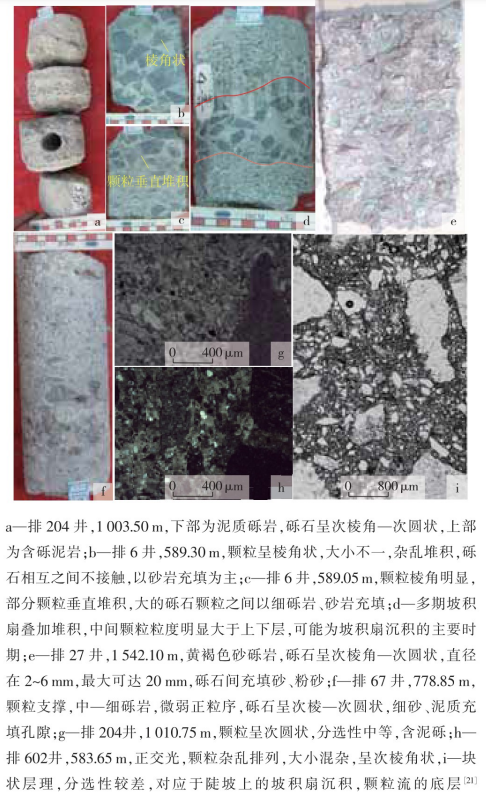 棱角状
b
颗粒垂直堆积
a
c
d
e
0 400 μm g
0 400 μm h
f
0 800 μm i
a—排 204 井,1 003.50 m,下部为泥质砾岩,砾石呈次棱角—次圆状,上部
为含砾泥岩;b—排 6 井,589.30 m,颗粒呈棱角状,大小不一,杂乱堆积,砾
石相互之间不接触,以砂岩充填为主;c—排 6 井,589.05 m,颗粒棱角明显,
部分颗粒垂直堆积,大的砾石颗粒之间以细砾岩、砂岩充填;d—多期坡积
扇叠加堆积,中间颗粒粒度明显大于上下层,可能为坡积扇沉积的主要时
期;e—排 27 井,1 542.10 m,黄褐色砂砾岩,砾石呈次棱角—次圆状,直径
在 2~6 mm,最大可达 20 mm,砾石间充填砂、粉砂;f—排 67 井,778.85 m,
颗粒支撑,中—细砾岩,微弱正粒序,砾石呈次棱—次圆状,细砂、泥质充
填孔隙;g—排 204井,1 010.75 m,颗粒呈次圆状,分选性中等,含泥砾;h—
排 602井,583.65 m,正交光,颗粒杂乱排列,大小混杂,呈次棱角状,i—块
状层理,分选性较差,对应于陡坡上的坡积扇沉积,颗粒流的底层[21]